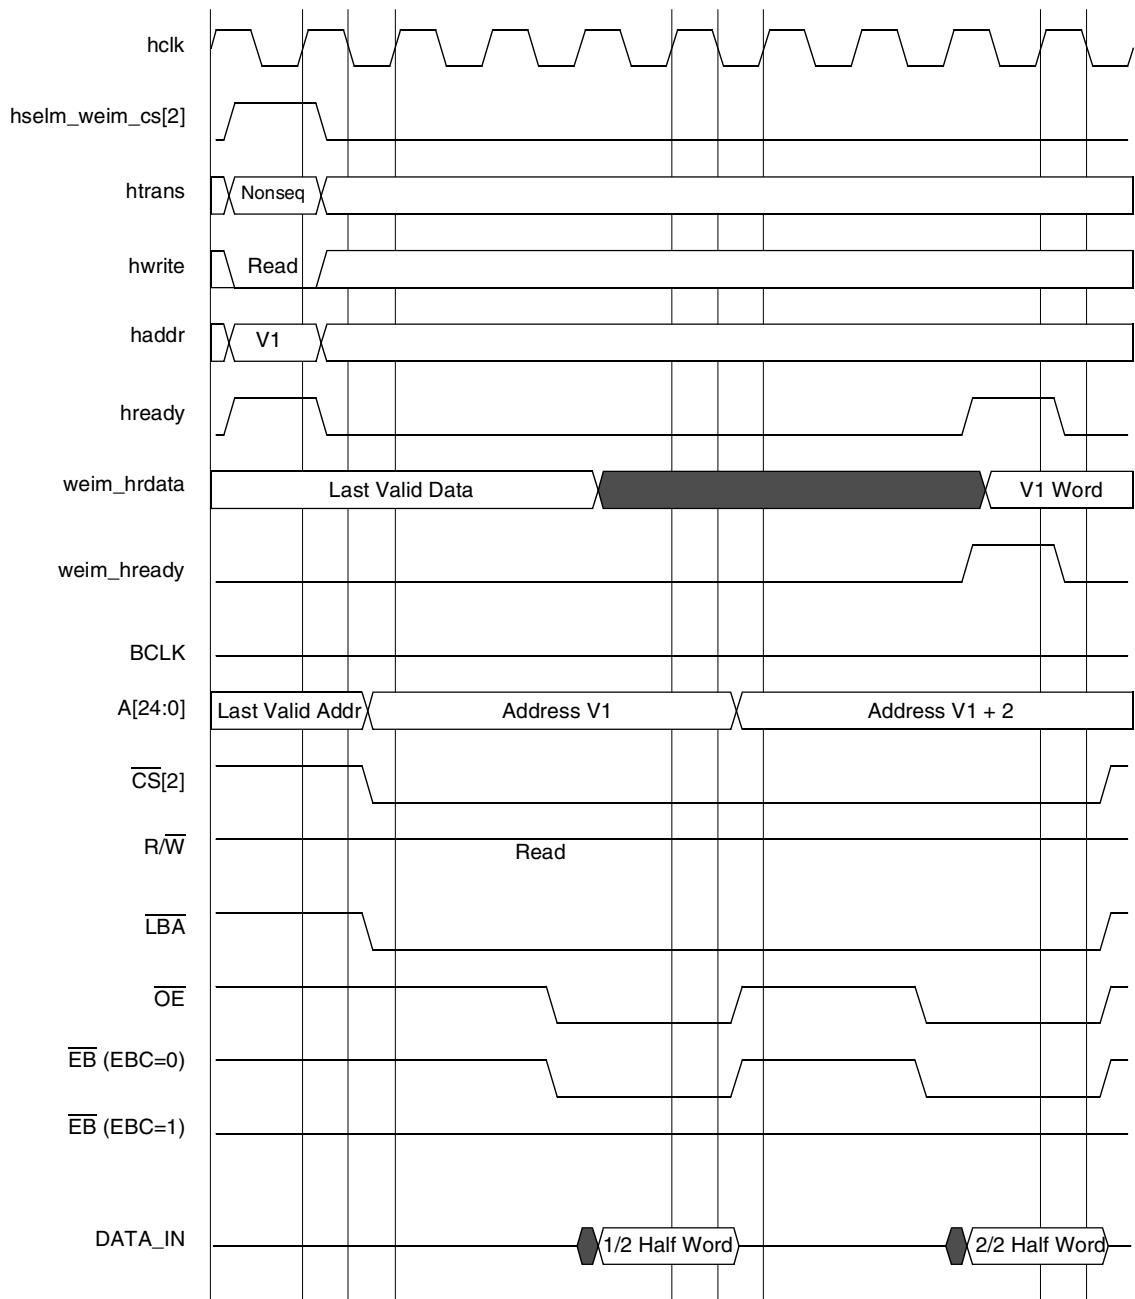 hclk
hselm_weim_cs[2]
htrans Nonseq
hwrite Read
haddr V1
hready
weim_hrdata Last Valid Data V1 Word
weim_hready
BCLK
A[24:0] Last Valid Addr Address V1 Address V1 + 2
CS[2]
R/W Read
LBA
OE
EB (EBC=0)
EB (EBC=1)
DATA_IN 1/2 Half Word 2/2 Half Word